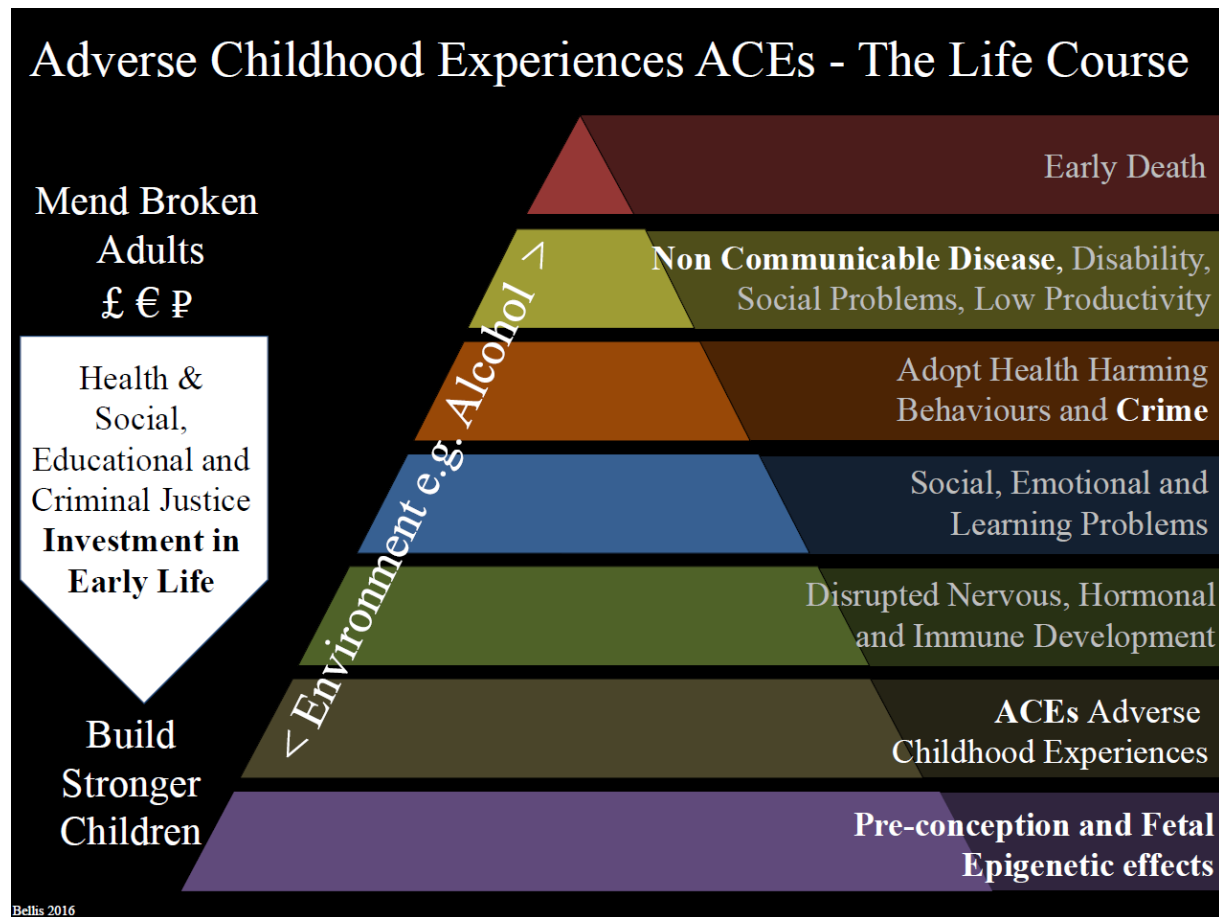 Adverse Childhood Experiences ACEs - The Life Course
Mend Broken
Adults
£ € ₽
Health &
Social,
Educational and
Criminal Justice
Investment in
Early Life
Build
Stronger
Children
< Environment e.g. Alcohol >
Early Death
Non Communicable Disease, Disability,
Social Problems, Low Productivity
Adopt Health Harming
Behaviours and Crime
Social, Emotional and
Learning Problems
Disrupted Nervous, Hormonal
and Immune Development
ACEs Adverse
Childhood Experiences
Pre-conception and Fetal
Epigenetic effects
Bellis 2016